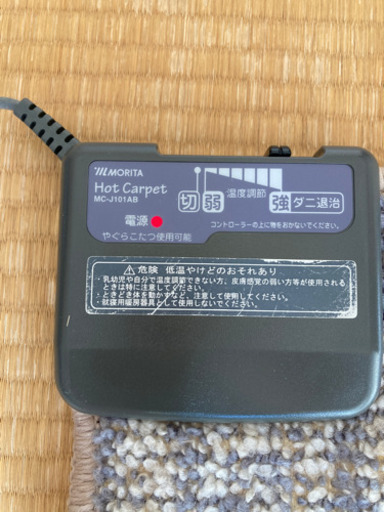 MORITA
Hot Carpet
MC-J101AB
切 弱 温度調節 強 ダニ退治
電源
コントローラーの上に物をおかないでください。
やぐらこたつ使用可能
⚠危険 低温やけどのおそれあり
・乳幼児や自分で温度調節できない方、皮膚感覚の弱い方等が使用される
ときは特に注意してください。
・ときどき体を動かすなど、注意して使用してください。
・就寝用暖房器具として使用しないでください。